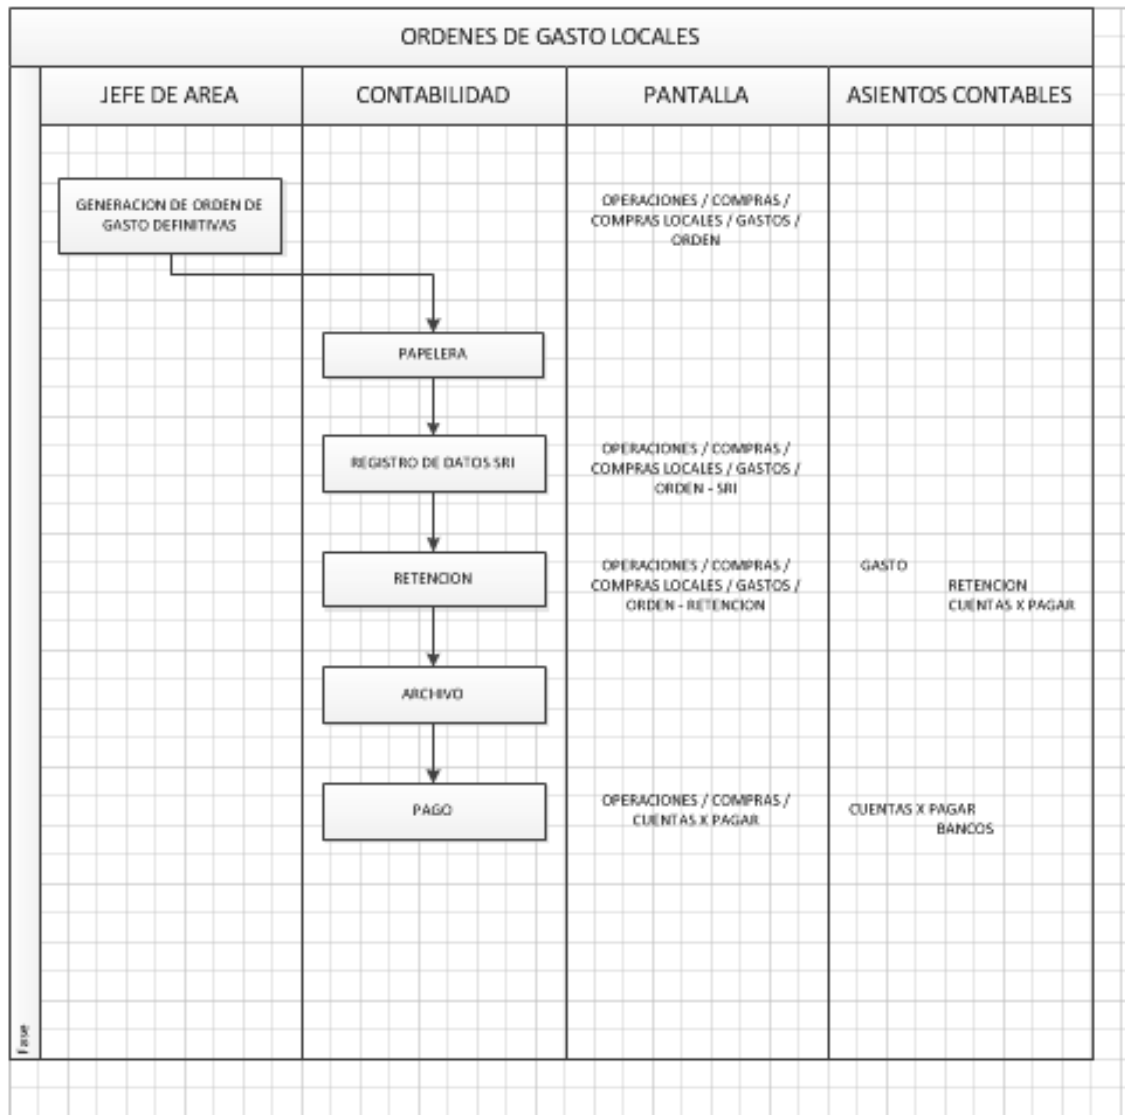 ORDENES DE GASTO LOCALES
JEFE DE AREA
CONTABILIDAD
PANTALLA
ASIENTOS CONTABLES
GENERACION DE ORDEN DE
GASTO DEFINITIVAS
OPERACIONES / COMPRAS /
COMPRAS LOCALES / GASTOS /
ORDEN
PAPELERA
REGISTRO DE DATOS SRI
OPERACIONES / COMPRAS /
COMPRAS LOCALES / GASTOS /
ORDEN - SRI
RETENCION
OPERACIONES / COMPRAS /
COMPRAS LOCALES / GASTOS /
ORDEN - RETENCION
GASTO
RETENCION
CUENTAS X PAGAR
ARCHIVO
PAGO
OPERACIONES / COMPRAS /
CUENTAS X PAGAR
CUENTAS X PAGAR
BANCOS
Fase